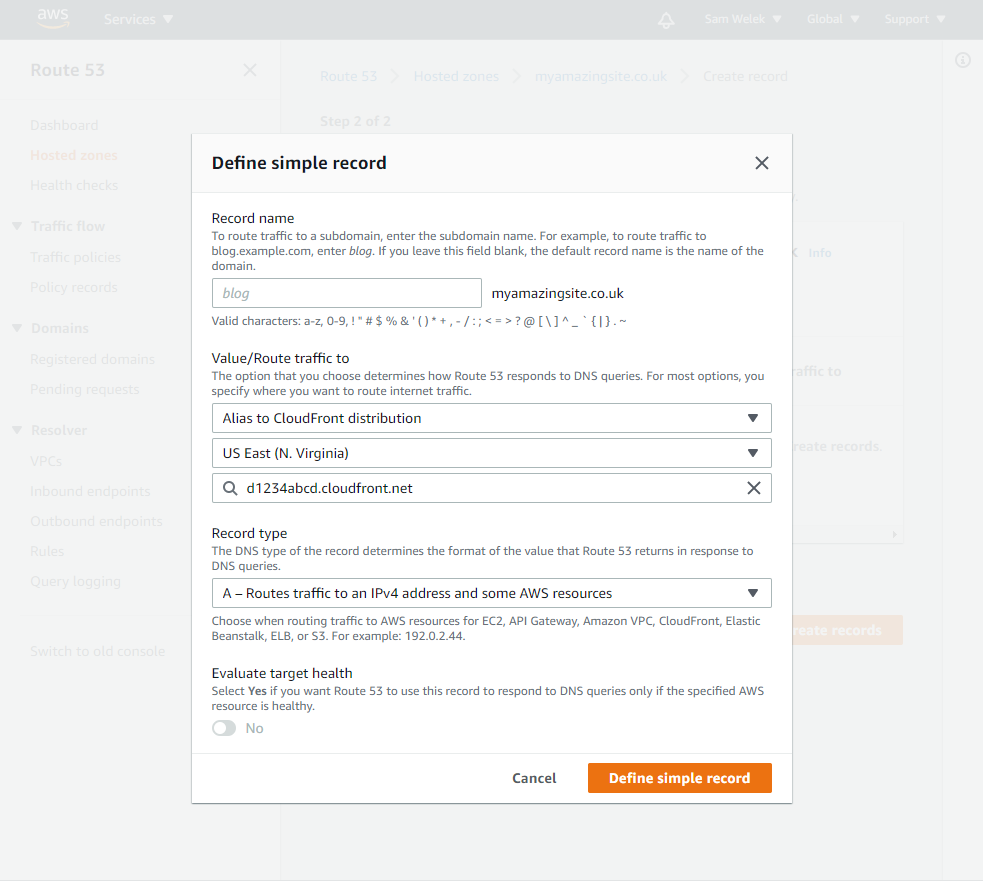 aws
Services
Sam Welek
Global
Support
Route 53
Dashboard
Hosted zones
Health checks
Traffic flow
Traffic policies
Policy records
Domains
Registered domains
Pending requests
Resolver
VPCs
Inbound endpoints
Outbound endpoints
Rules
Query logging
Switch to old console
Route 53 > Hosted zones > myamazingsite.co.uk > Create record
Step 2 of 2
Info
raffic to
reate records.
reate records
Define simple record
Record name
To route traffic to a subdomain, enter the subdomain name. For example, to route traffic to
blog.example.com, enter blog. If you leave this field blank, the default record name is the name of the
domain.
blog
myamazingsite.co.uk
Valid characters: a-z, 0-9, ! " # $ % & ' ( ) * + , - / : ; < = > ? @ [ \ ] ^ _ ` { | } . ~
Value/Route traffic to
The option that you choose determines how Route 53 responds to DNS queries. For most options, you
specify where you want to route internet traffic.
Alias to CloudFront distribution
US East (N. Virginia)
d1234abcd.cloudfront.net
Record type
The DNS type of the record determines the format of the value that Route 53 returns in response to
DNS queries.
A – Routes traffic to an IPv4 address and some AWS resources
Choose when routing traffic to AWS resources for EC2, API Gateway, Amazon VPC, CloudFront, Elastic
Beanstalk, ELB, or S3. For example: 192.0.2.44.
Evaluate target health
Select Yes if you want Route 53 to use this record to respond to DNS queries only if the specified AWS
resource is healthy.
No
Cancel
Define simple record